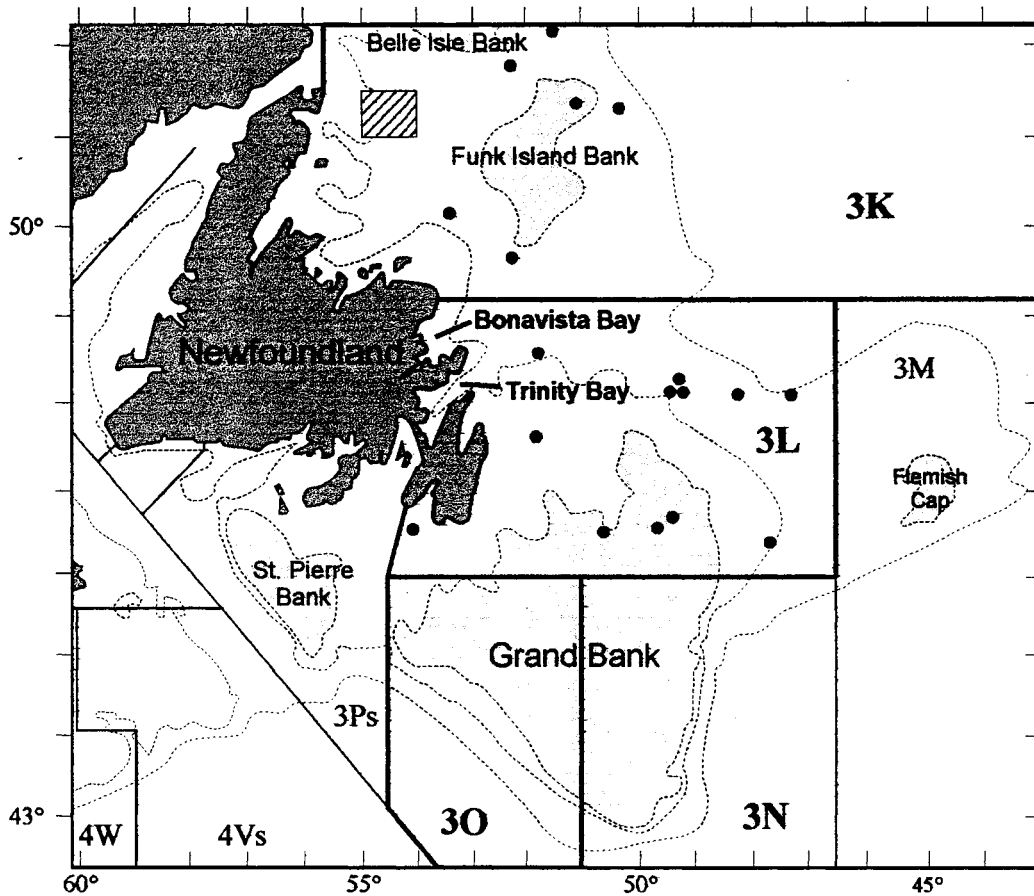 Belle Isle Bank
Funk Island Bank
3K
50°
Bonavista Bay
Newfoundland
Trinity Bay
3M
3L
Flemish
Cap
St. Pierre
Bank
Grand Bank
3Ps
43°
4W
4Vs
3O
3N
60°
55°
50°
45°